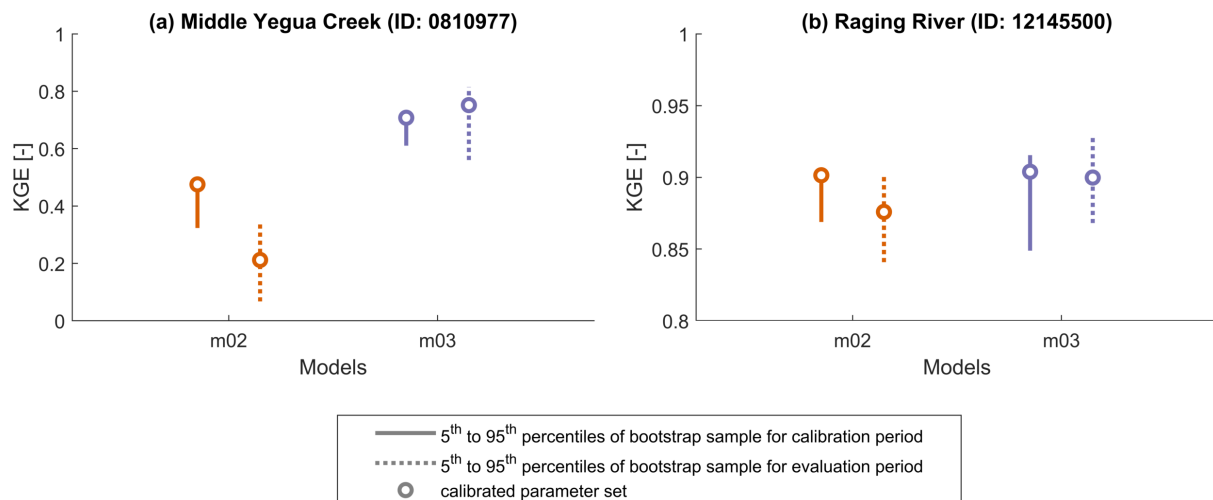 (a) Middle Yegua Creek (ID: 0810977)
1
0.8
0.6
0.4
0.2
0
KGE [-]
m02
m03
Models
(b) Raging River (ID: 12145500)
1
0.95
0.9
0.85
0.8
KGE [-]
m02
m03
Models
5th to 95th percentiles of bootstrap sample for calibration period
5th to 95th percentiles of bootstrap sample for evaluation period
calibrated parameter set